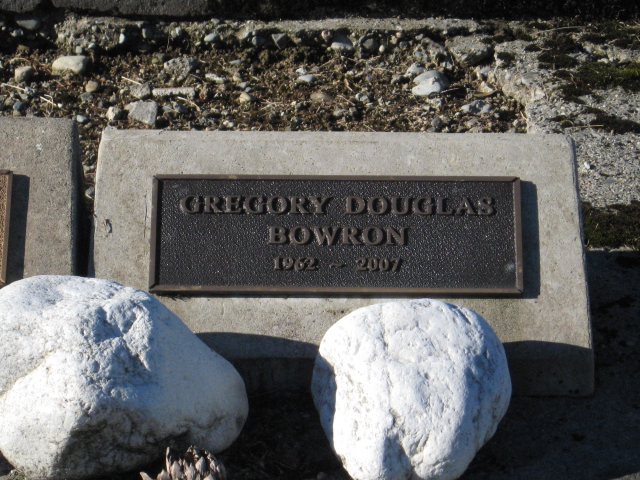 GREGORY DOUGLAS
BOWRON
1962 ~ 2007